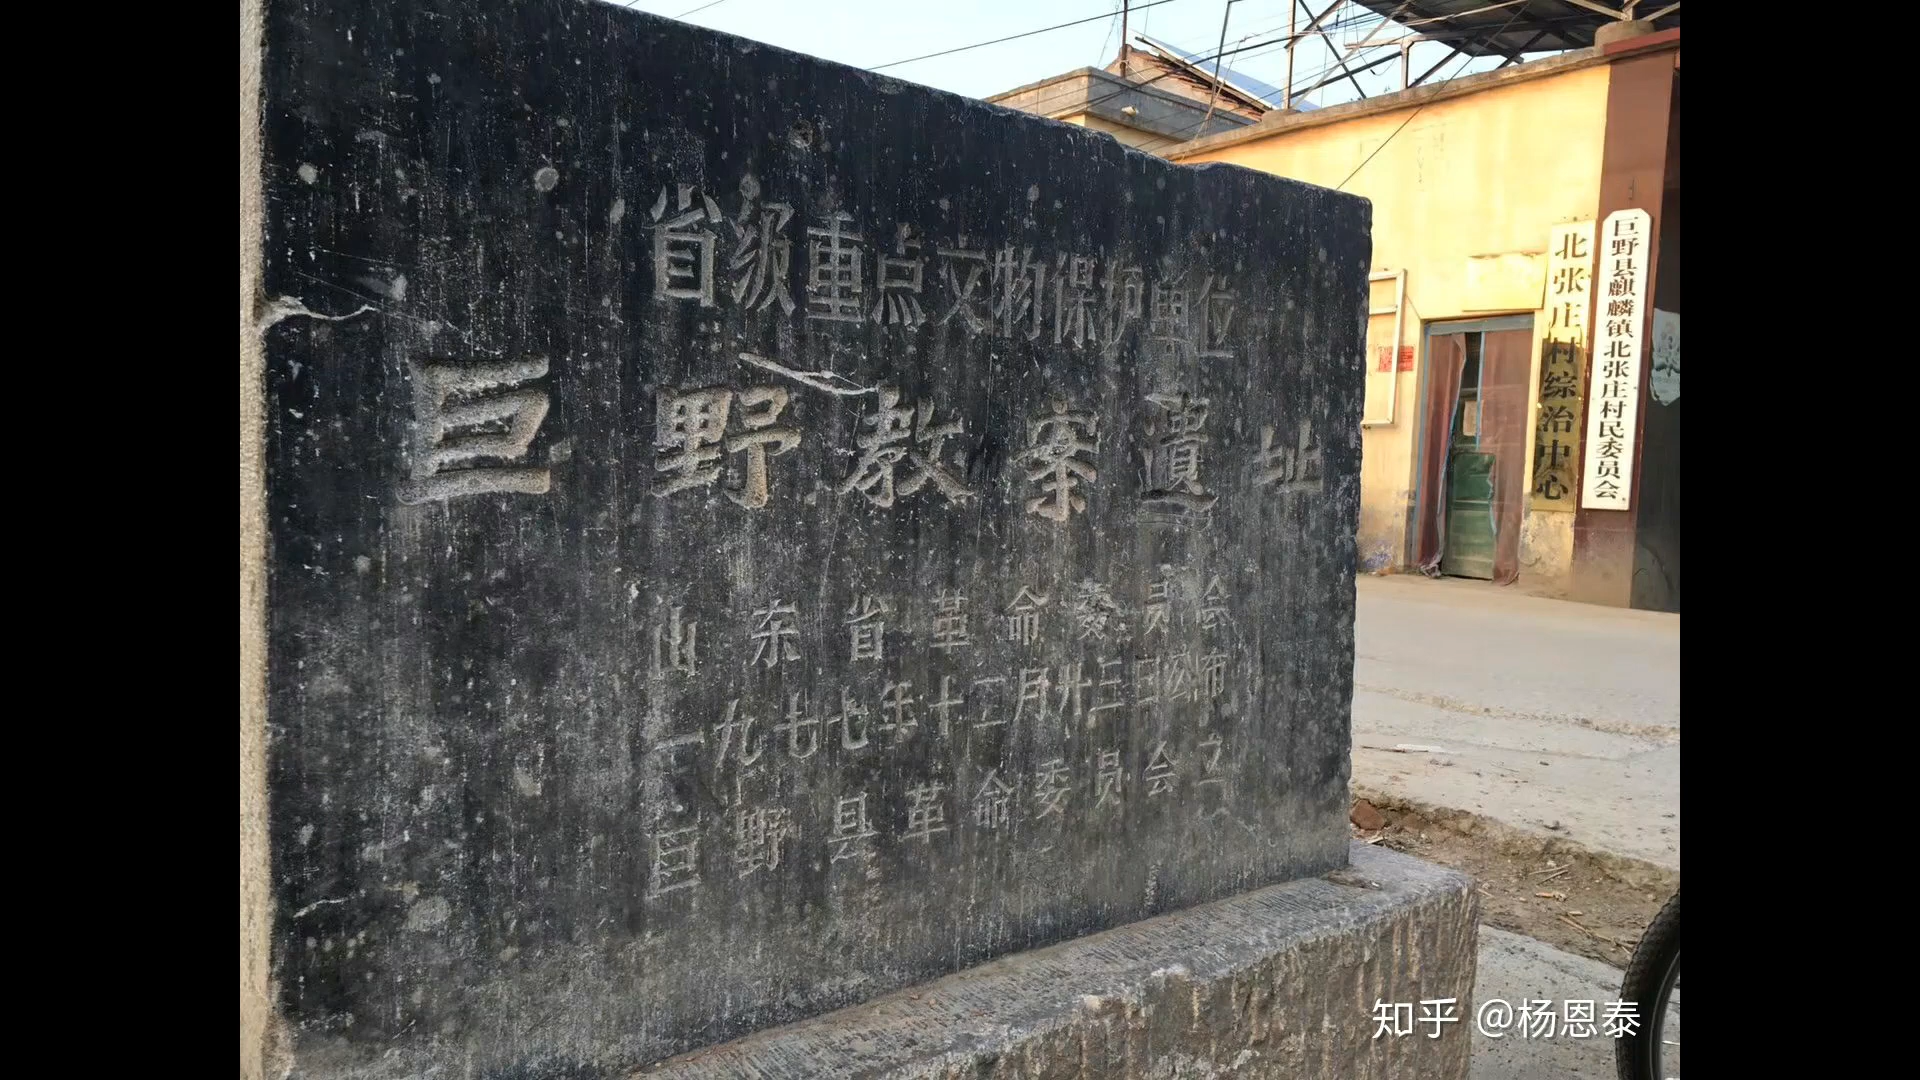 省级重点文物保护单位
巨野教案遗址
山东省革命委员会
一九七七年十二月廿三日公布
巨野县革命委员会立
北张庄村综治中心
巨野县麒麟镇北张庄村民委员会
知乎 @杨恩泰